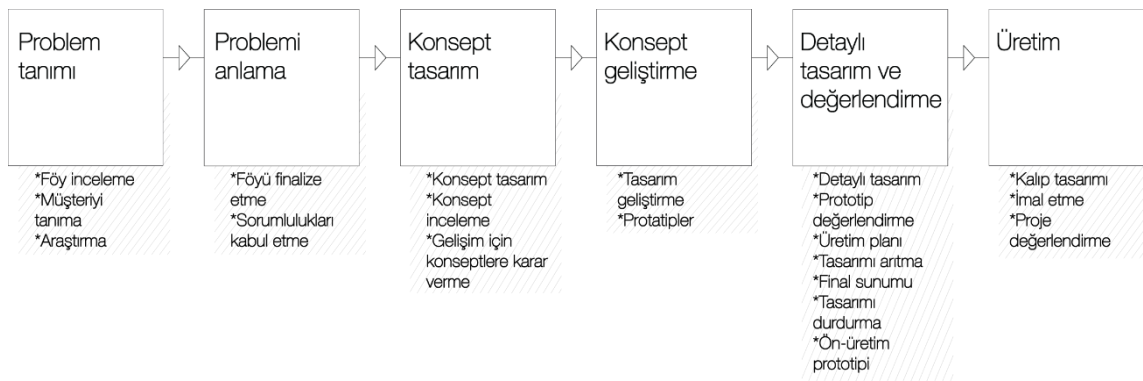 Problem
tanımı
*Föy inceleme
*Müşteriyi
tanıma
*Araştırma
Problemi
anlama
*Föyü finalize
etme
*Sorumlulukları
kabul etme
Konsept
tasarım
*Konsept tasarım
*Konsept
inceleme
*Gelişim için
konseptlere karar
verme
Konsept
geliştirme
*Tasarım
geliştirme
*Protatipler
Detaylı
tasarım ve
değerlendirme
*Detaylı tasarım
*Prototip
değerlendirme
*Üretim planı
*Tasarımı arıtma
*Final sunumu
*Tasarımı
durdurma
*Ön-üretim
prototipi
Üretim
*Kalıp tasarımı
*İmal etme
*Proje
değerlendirme